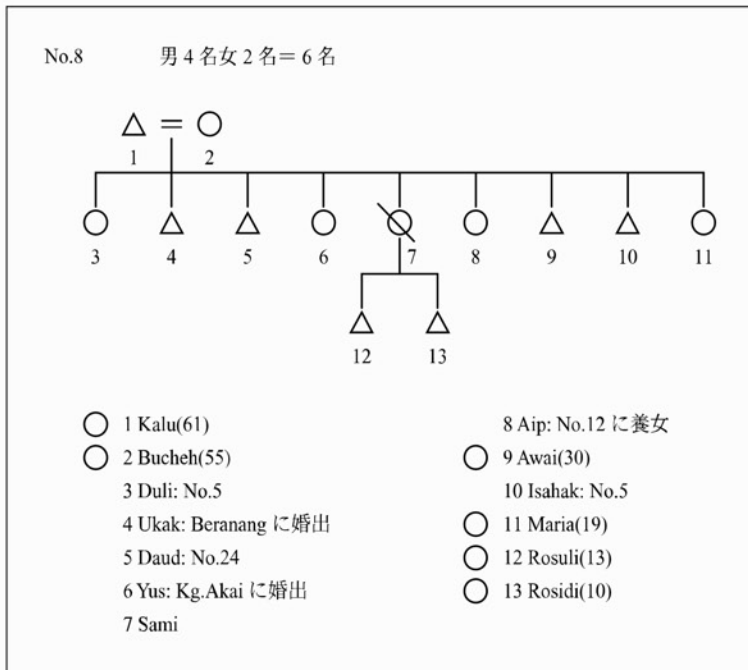 No.8 男4名女2名＝6名
1 2
3 4 5 6 7 8 9 10 11
12 13
1 Kalu(61)
2 Bucheh(55)
3 Duli: No.5
4 Ukak: Beranang に婚出
5 Daud: No.24
6 Yus: Kg.Akai に婚出
7 Sami
8 Aip: No.12 に養女
9 Awai(30)
10 Isahak: No.5
11 Maria(19)
12 Rosuli(13)
13 Rosidi(10)